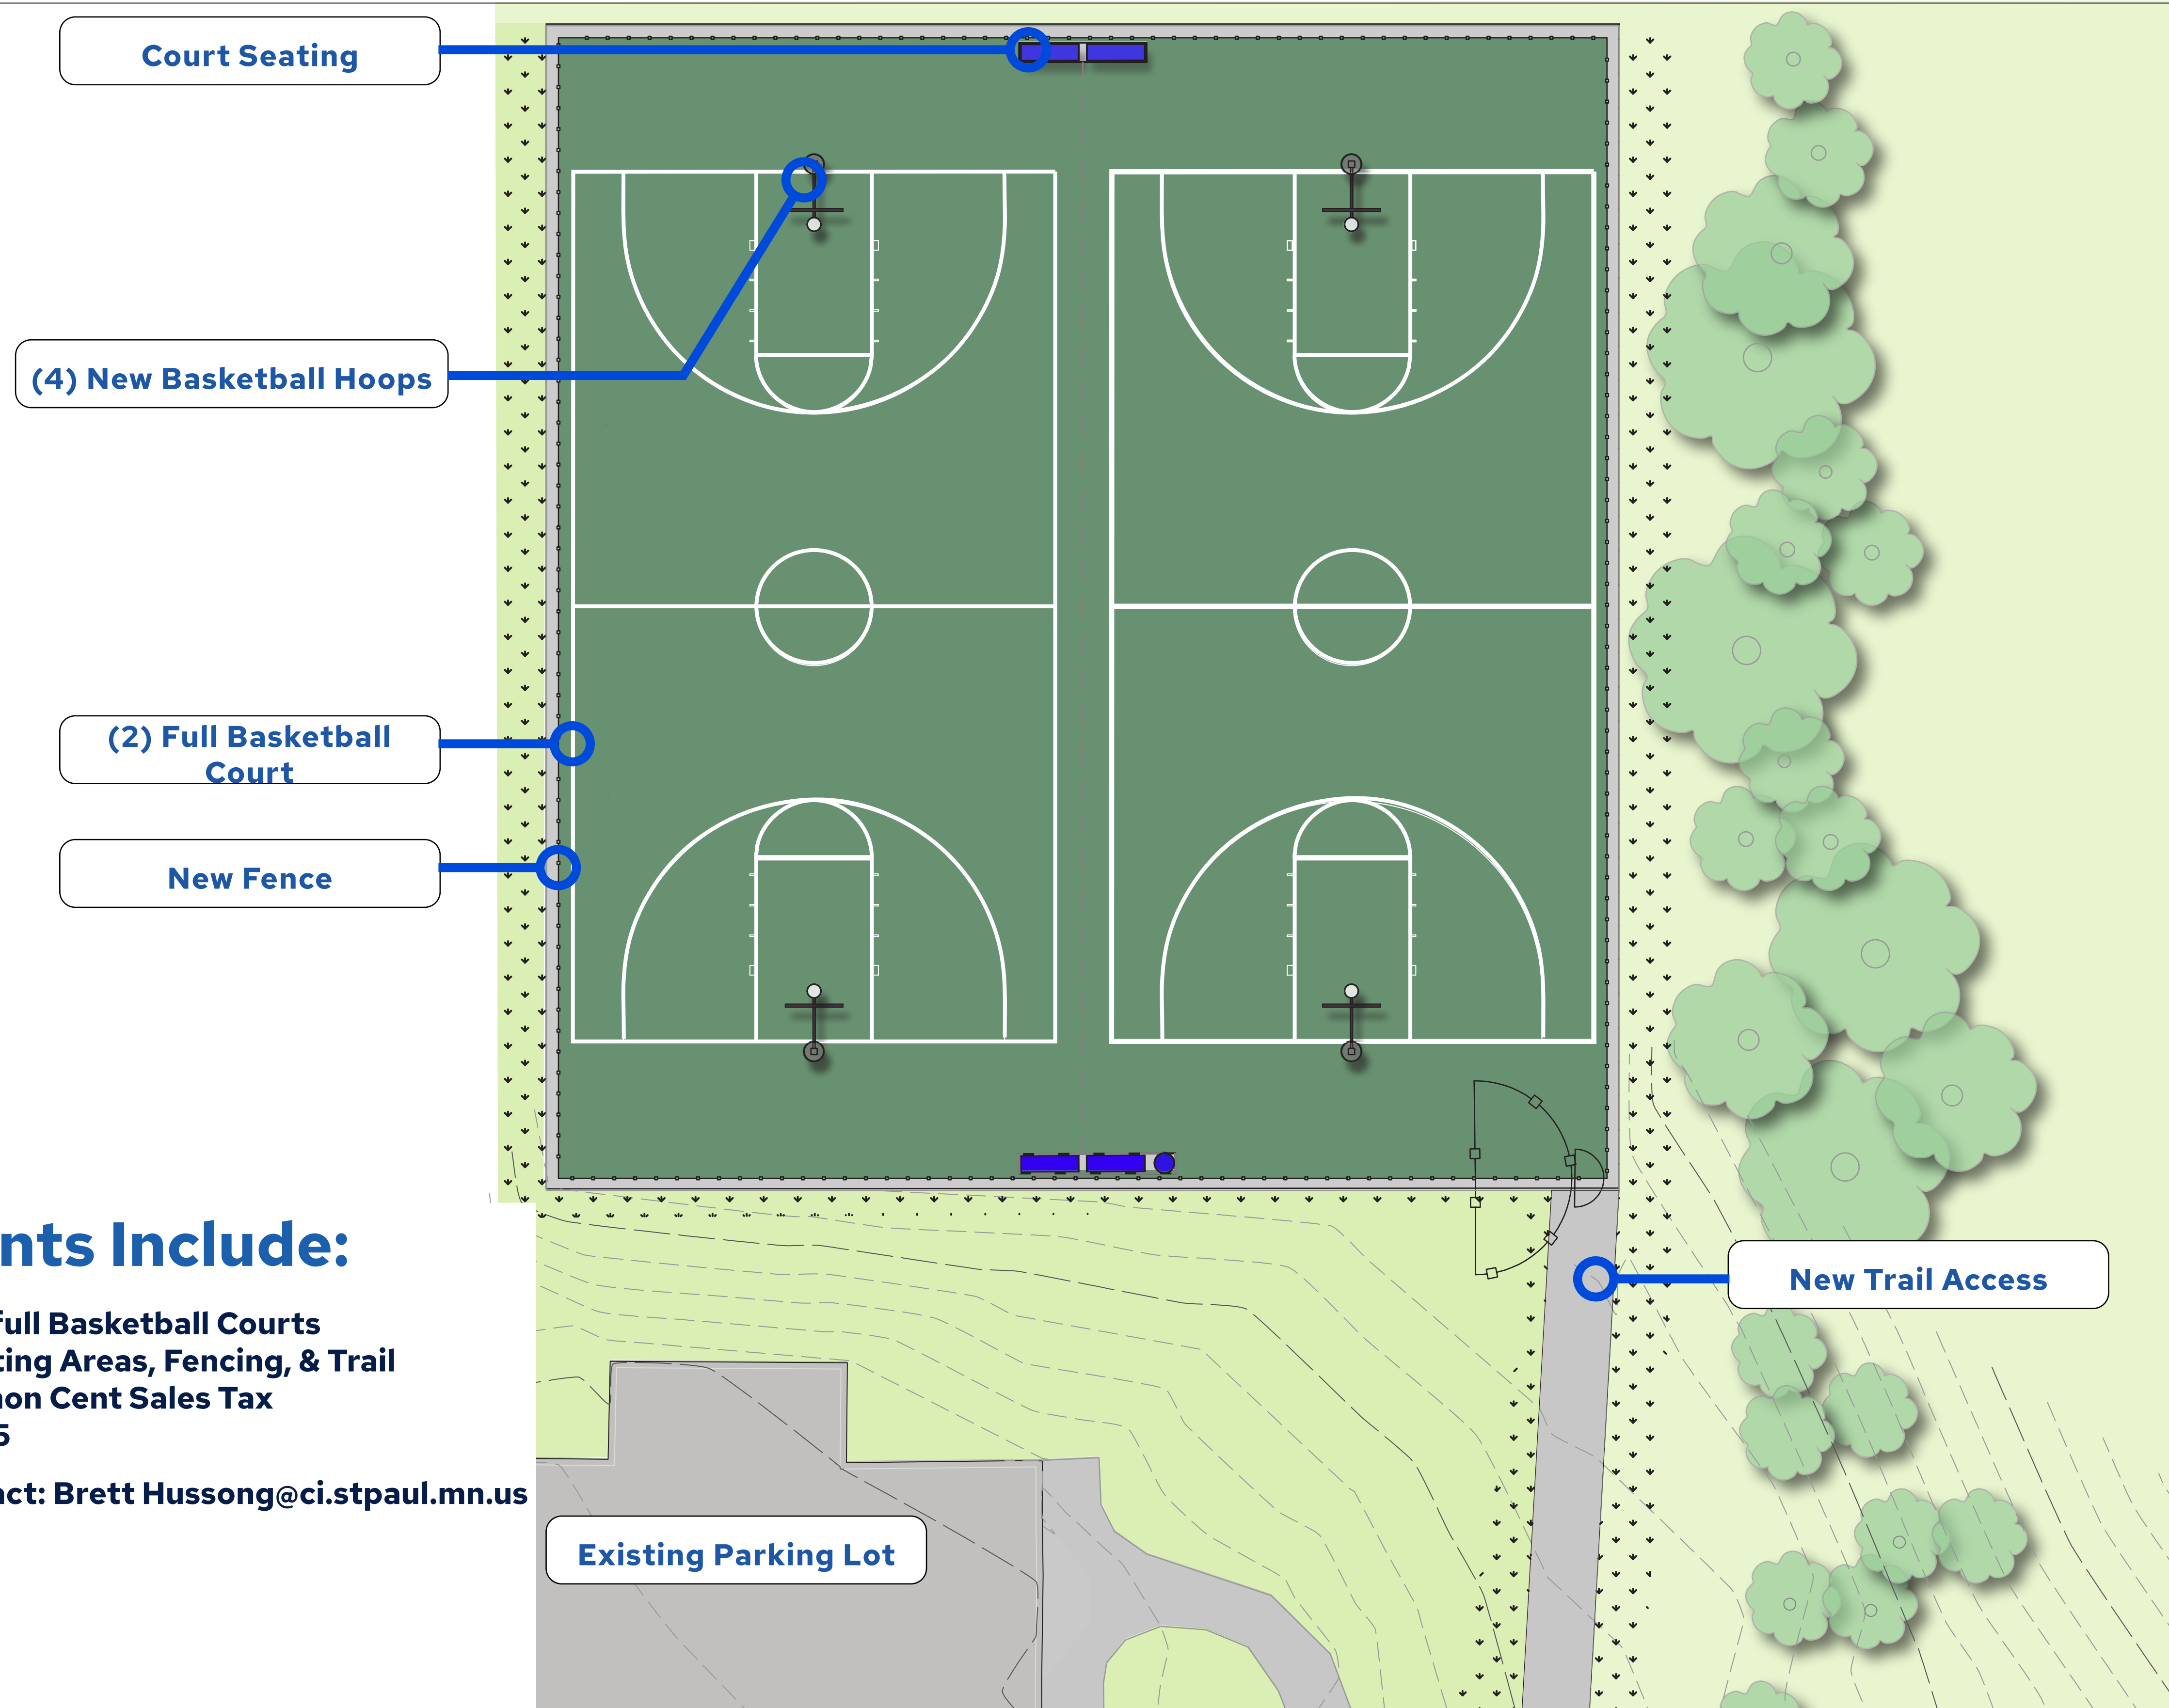 Court Seating
(4) New Basketball Hoops
(2) Full Basketball
Court
New Fence
nts Include:
full Basketball Courts
ting Areas, Fencing, & Trail
non Cent Sales Tax
5
act: Brett Hussong@ci.stpaul.mn.us
New Trail Access
Existing Parking Lot